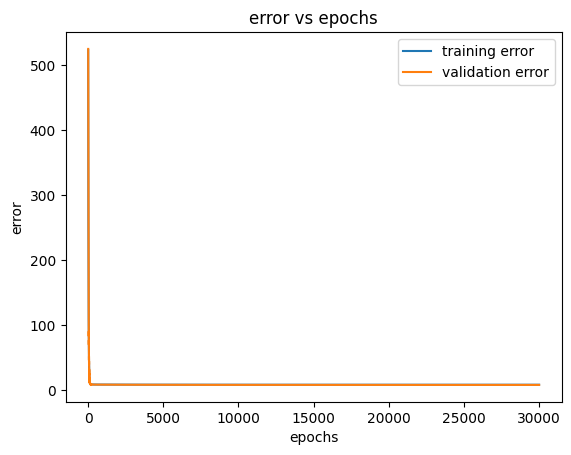 error vs epochs
training error
validation error
500
400
300
200
100
0
error
0 5000 10000 15000 20000 25000 30000
epochs